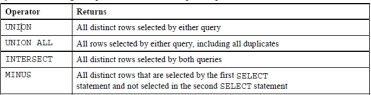 Operator Returns
UNION All distinct rows selected by either query
UNION ALL All rows selected by either query, including all duplicates
INTERSECT All distinct rows selected by both queries
MINUS All distinct rows that are selected by the first SELECT
statement and not selected in the second SELECT statement